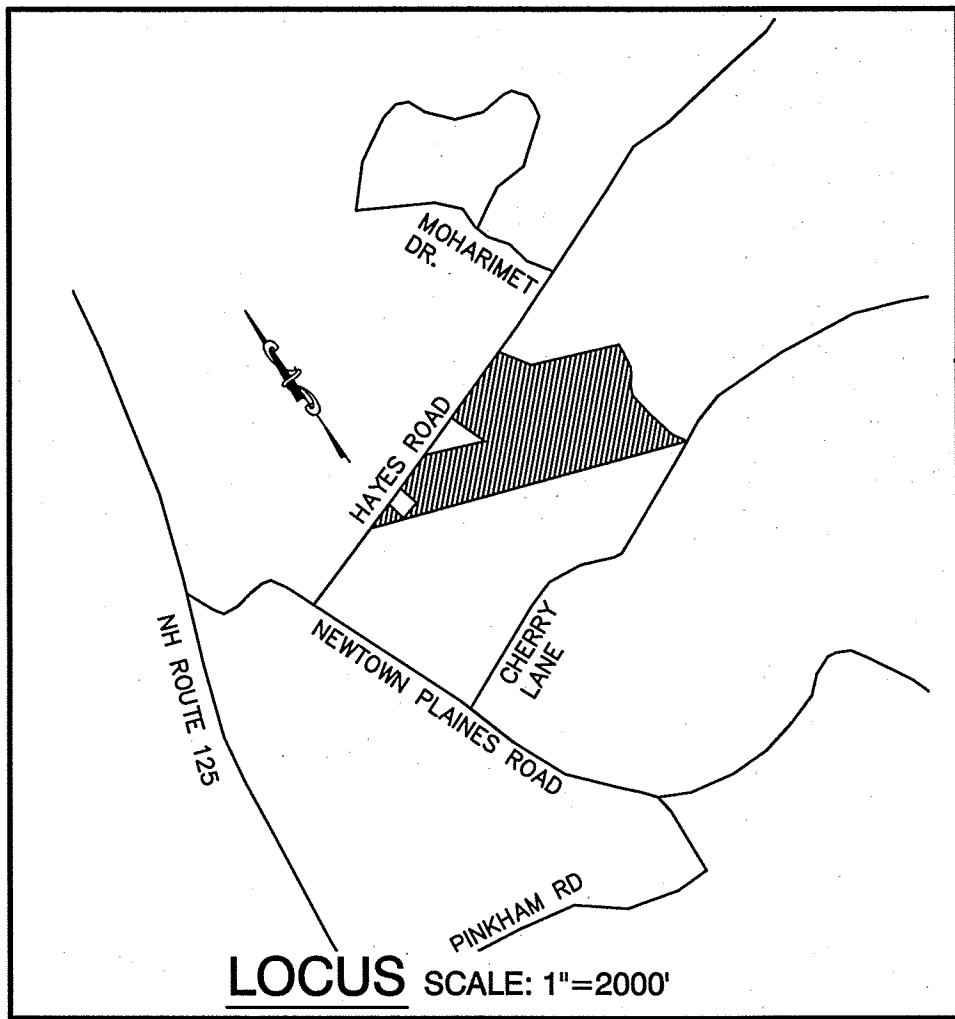 MOHARIMET
DR.
HAYES ROAD
NH ROUTE 125
NEWTOWN PLAINES ROAD
CHERRY
LANE
PINKHAM RD
LOCUS SCALE: 1"=2000'